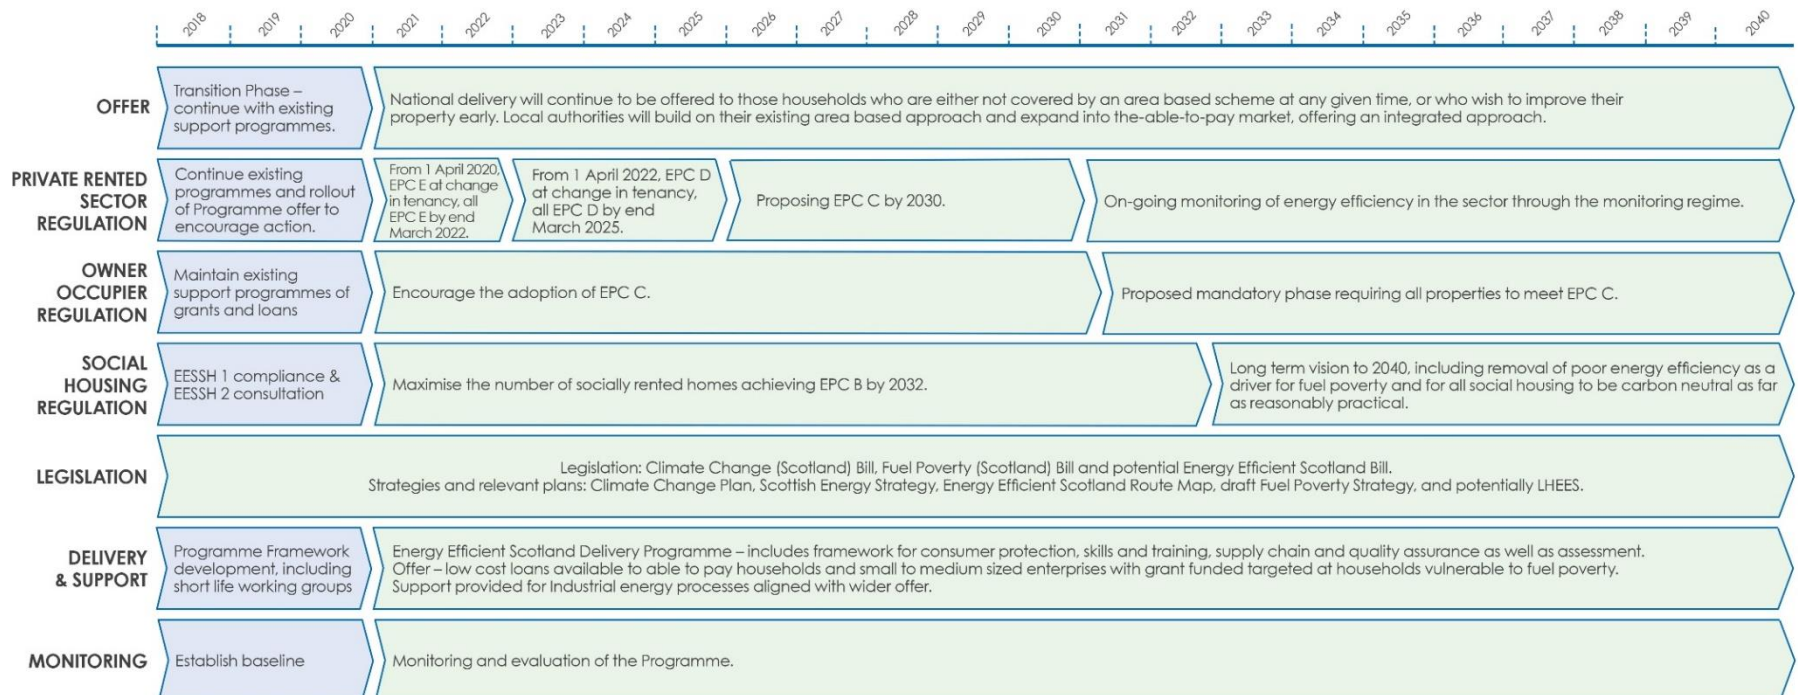 2018 2019 2020 2021 2022 2023 2024 2025 2026 2027 2028 2029 2030 2031 2032 2033 2034 2035 2036 2037 2038 2039 2040
OFFER
Transition Phase –
continue with existing
support programmes.
National delivery will continue to be offered to those households who are either not covered by an area based scheme at any given time, or who wish to improve their
property early. Local authorities will build on their existing area based approach and expand into the-able-to-pay market, offering an integrated approach.
PRIVATE RENTED
SECTOR
REGULATION
Continue existing
programmes and rollout
of Programme offer to
encourage action.
From 1 April 2020,
EPC E at change
in tenancy, all
EPC E by end
March 2022.
From 1 April 2022, EPC D
at change in tenancy,
all EPC D by end
March 2025.
Proposing EPC C by 2030.
On-going monitoring of energy efficiency in the sector through the monitoring regime.
OWNER
OCCUPIER
REGULATION
Maintain existing
support programmes of
grants and loans
Encourage the adoption of EPC C.
Proposed mandatory phase requiring all properties to meet EPC C.
SOCIAL
HOUSING
REGULATION
EESSH 1 compliance &
EESSH 2 consultation
Maximise the number of socially rented homes achieving EPC B by 2032.
Long term vision to 2040, including removal of poor energy efficiency as a
driver for fuel poverty and for all social housing to be carbon neutral as far
as reasonably practical.
LEGISLATION
Legislation: Climate Change (Scotland) Bill, Fuel Poverty (Scotland) Bill and potential Energy Efficient Scotland Bill.
Strategies and relevant plans: Climate Change Plan, Scottish Energy Strategy, Energy Efficient Scotland Route Map, draft Fuel Poverty Strategy, and potentially LHEES.
DELIVERY
& SUPPORT
Programme Framework
development, including
short life working groups
Energy Efficient Scotland Delivery Programme – includes framework for consumer protection, skills and training, supply chain and quality assurance as well as assessment.
Offer – low cost loans available to able to pay households and small to medium sized enterprises with grant funded targeted at households vulnerable to fuel poverty.
Support provided for Industrial energy processes aligned with wider offer.
MONITORING
Establish baseline
Monitoring and evaluation of the Programme.